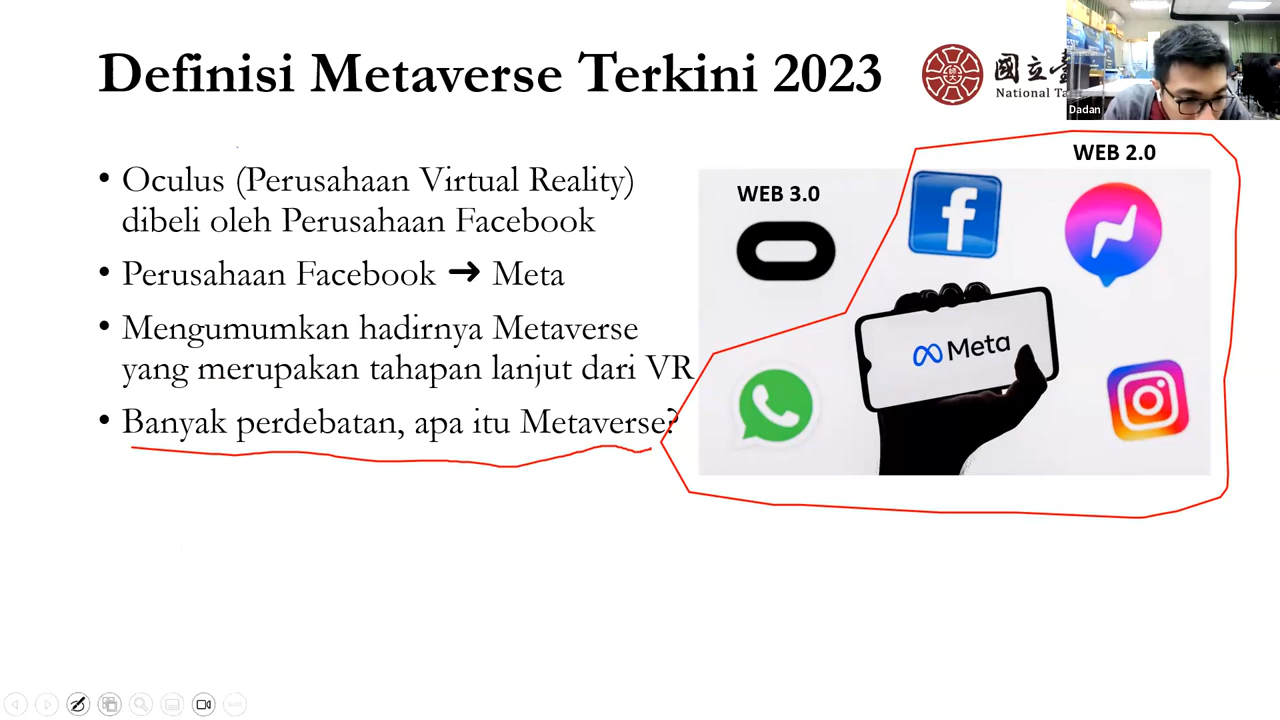 Definisi Metaverse Terkini 2023
國立臺
National Ta
Dadan
• Oculus (Perusahaan Virtual Reality)
dibeli oleh Perusahaan Facebook
• Perusahaan Facebook ➔ Meta
• Mengumumkan hadirnya Metaverse
yang merupakan tahapan lanjut dari VR
• Banyak perdebatan, apa itu Metaverse?
WEB 3.0
WEB 2.0
Meta